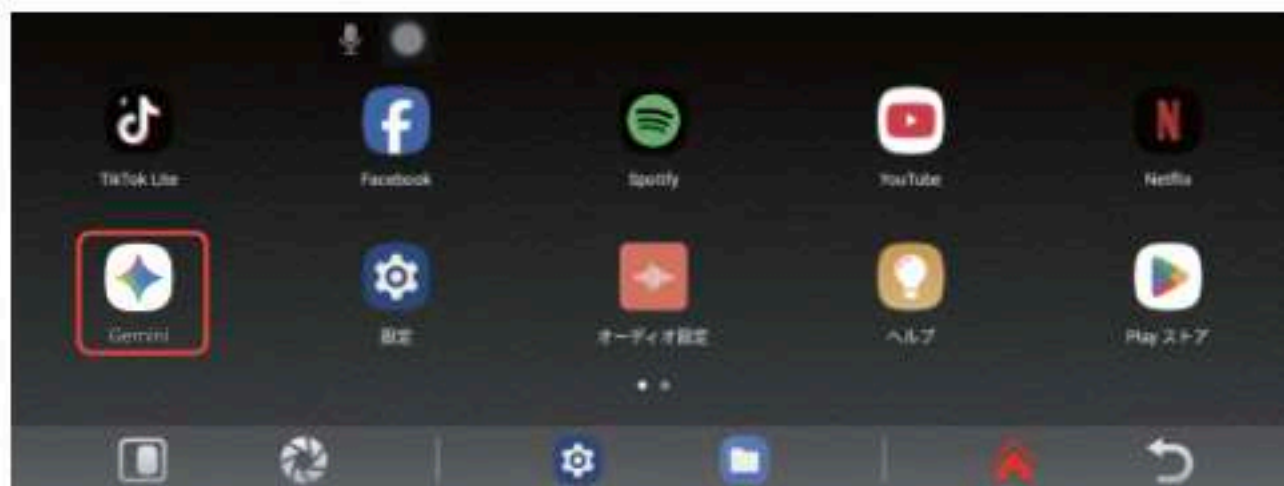 TikTok Lite
Facebook
Spotify
YouTube
Netflix
Gemini
設定
オーディオ設定
ヘルプ
Play ストア